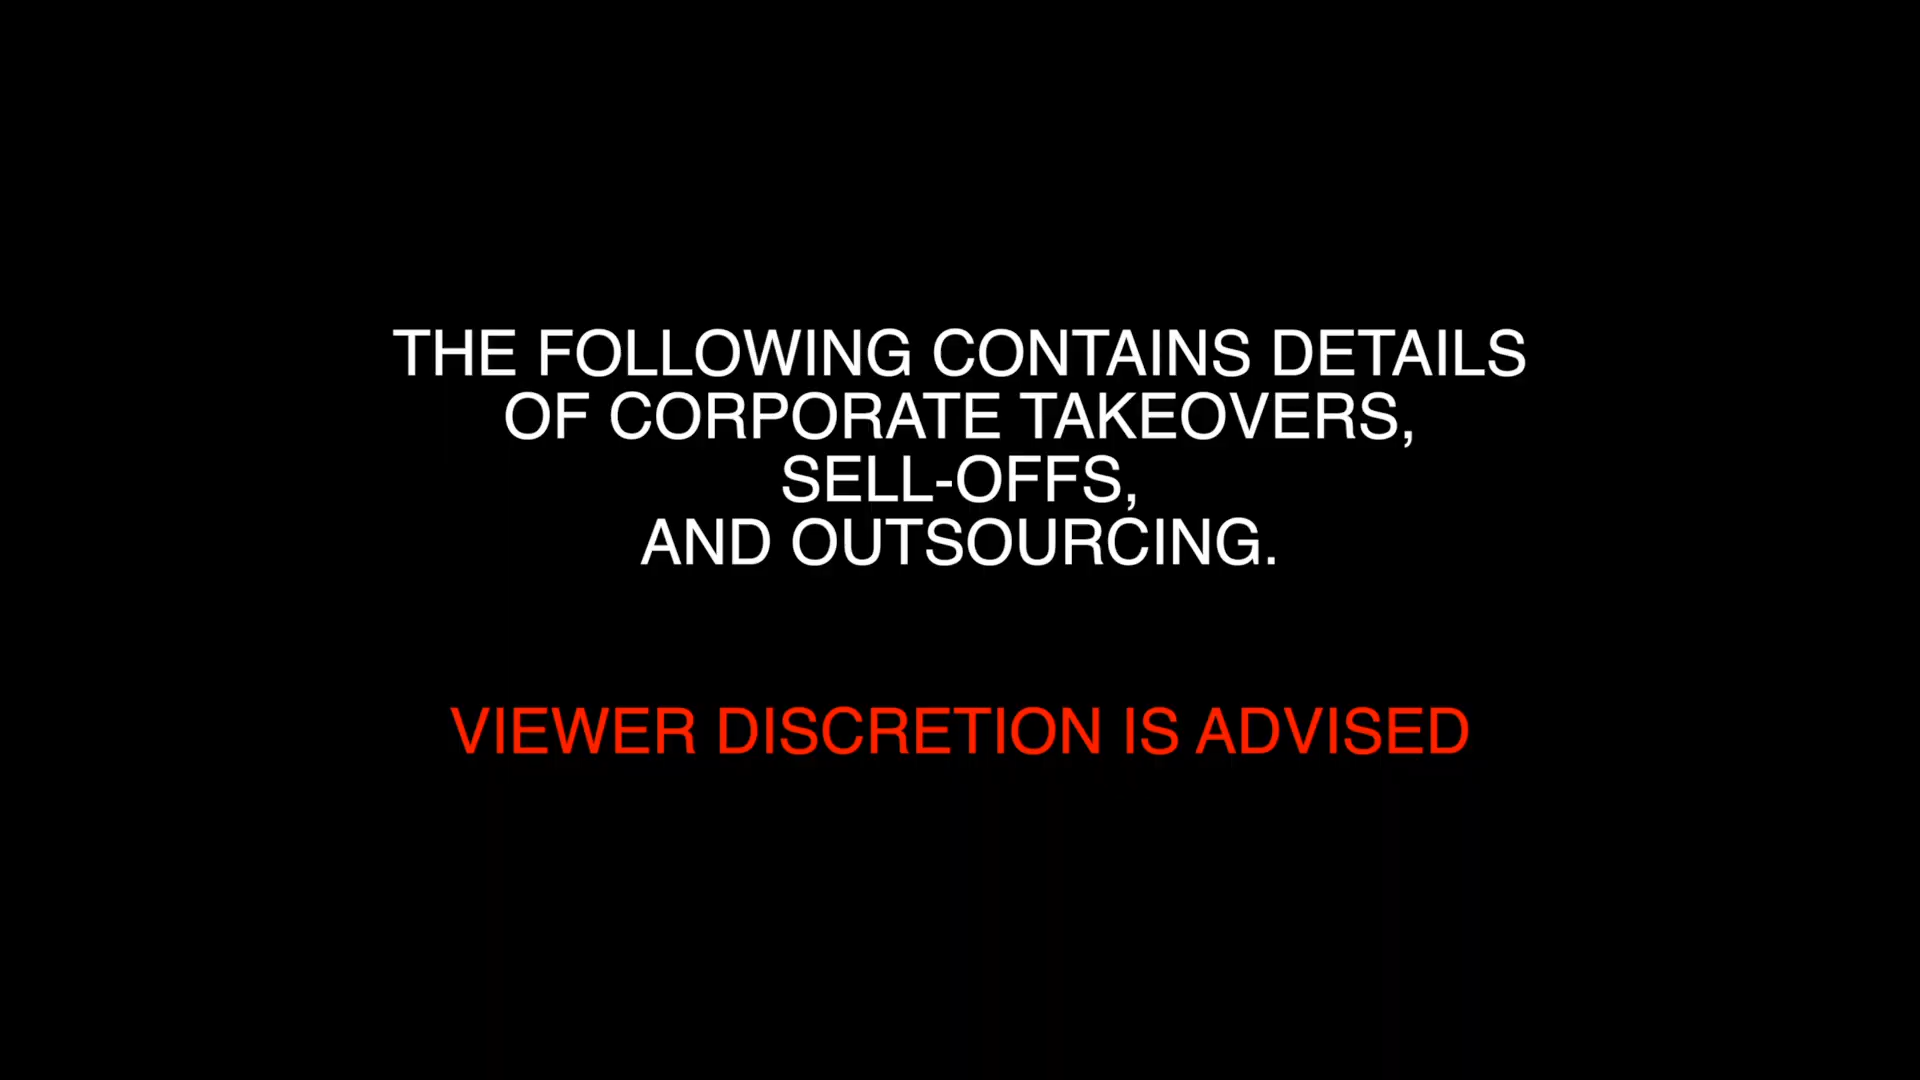 THE FOLLOWING CONTAINS DETAILS
OF CORPORATE TAKEOVERS,
SELL-OFFS,
AND OUTSOURCING.
VIEWER DISCRETION IS ADVISED